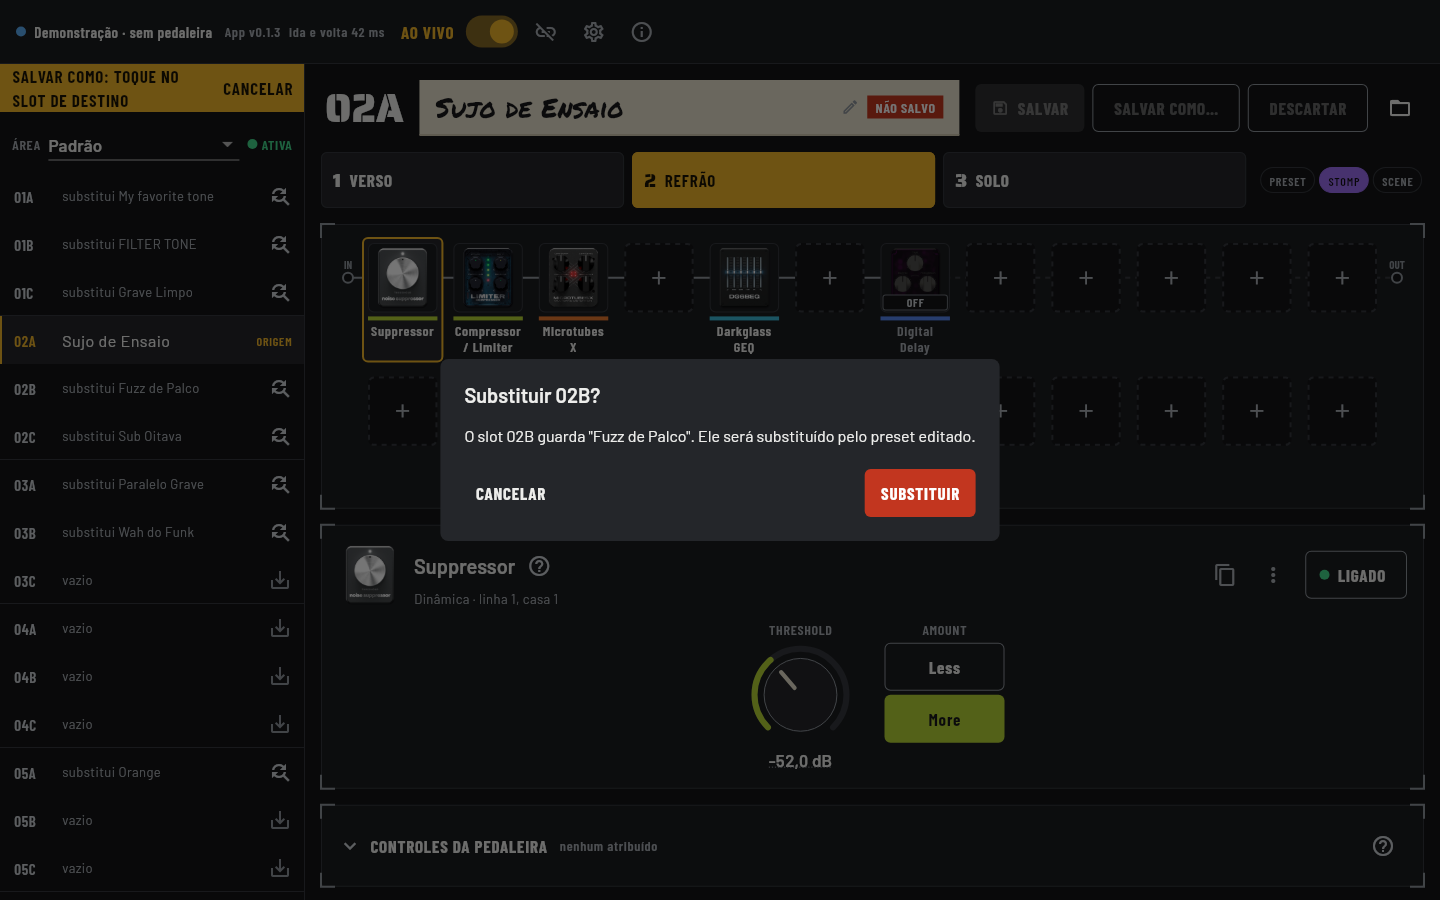 Demonstração · sem pedaleira App v0.1.3 Ida e volta 42 ms AO VIVO
SALVAR COMO: TOQUE NO
SLOT DE DESTINO
CANCELAR
ÁREA Padrão ATIVA
01A substitui My favorite tone
01B substitui FILTER TONE
01C substitui Grave Limpo
02A Sujo de Ensaio ORIGEM
02B substitui Fuzz de Palco
02C substitui Sub Oitava
03A substitui Paralelo Grave
03B substitui Wah do Funk
03C vazio
04A vazio
04B vazio
04C vazio
05A substitui Orange
05B vazio
05C vazio
02A Sujo de Ensaio NÃO SALVO SALVAR SALVAR COMO... DESCARTAR
1 VERSO 2 REFRÃO 3 SOLO PRESET STOMP SCENE
IN OUT
LIMITER
OFF
Suppressor
Compressor
/ Limiter
Microtubes
X
Darkglass
GEQ
Digital
Delay
Substituir 02B?
O slot 02B guarda "Fuzz de Palco". Ele será substituído pelo preset editado.
CANCELAR SUBSTITUIR
Suppressor
Dinâmica · linha 1, casa 1
LIGADO
THRESHOLD AMOUNT
Less
More
-52,0 dB
CONTROLES DA PEDALEIRA nenhum atribuído